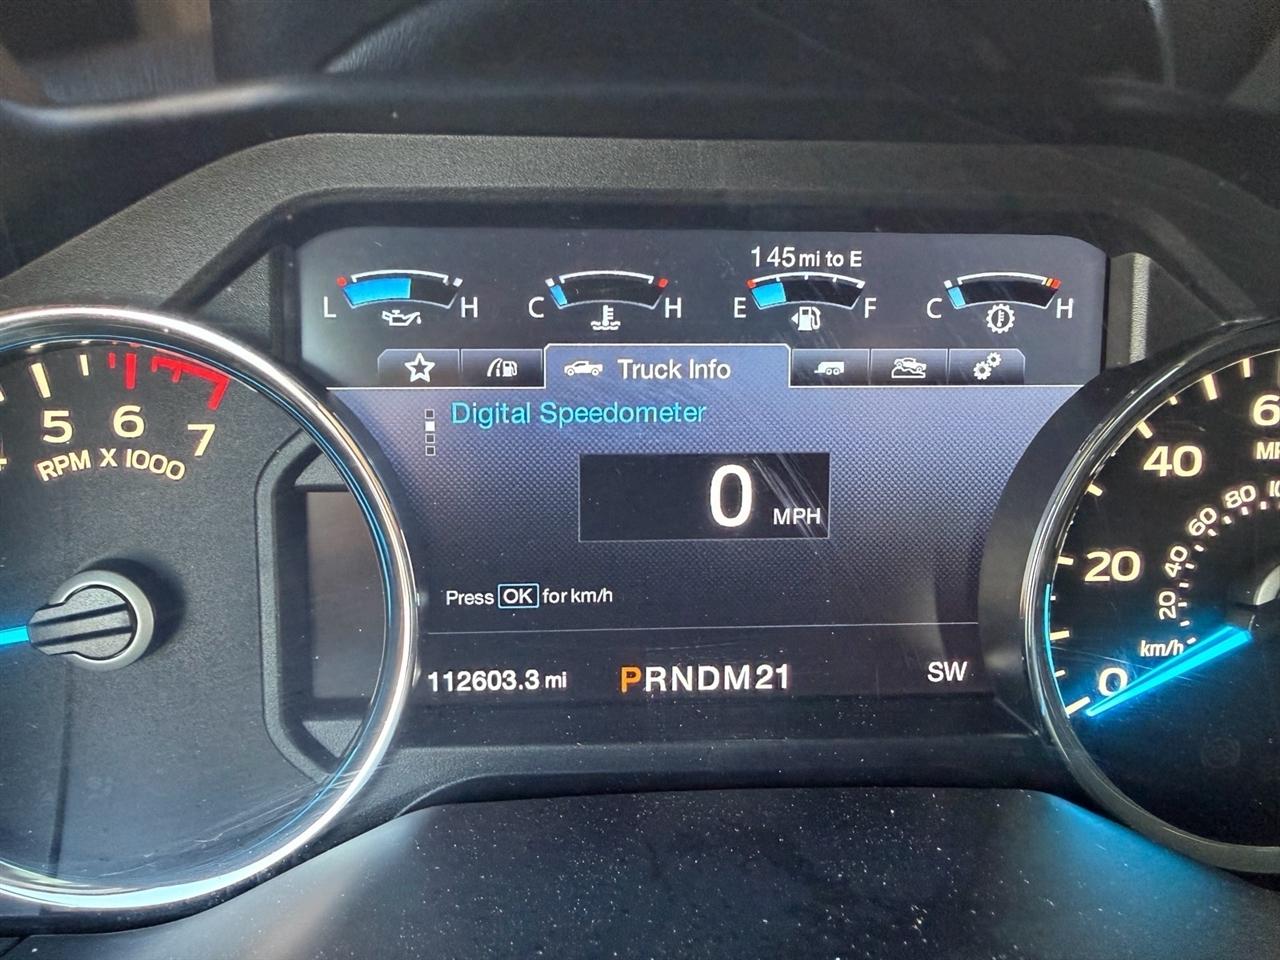 145 mi to E
L H C H E F C H
Truck Info
Digital Speedometer
0 MPH
Press OK for km/h
112603.3 mi PRNDM21 SW
5 6 7
RPM X 1000
0 20 40
km/h 20 40 60 80